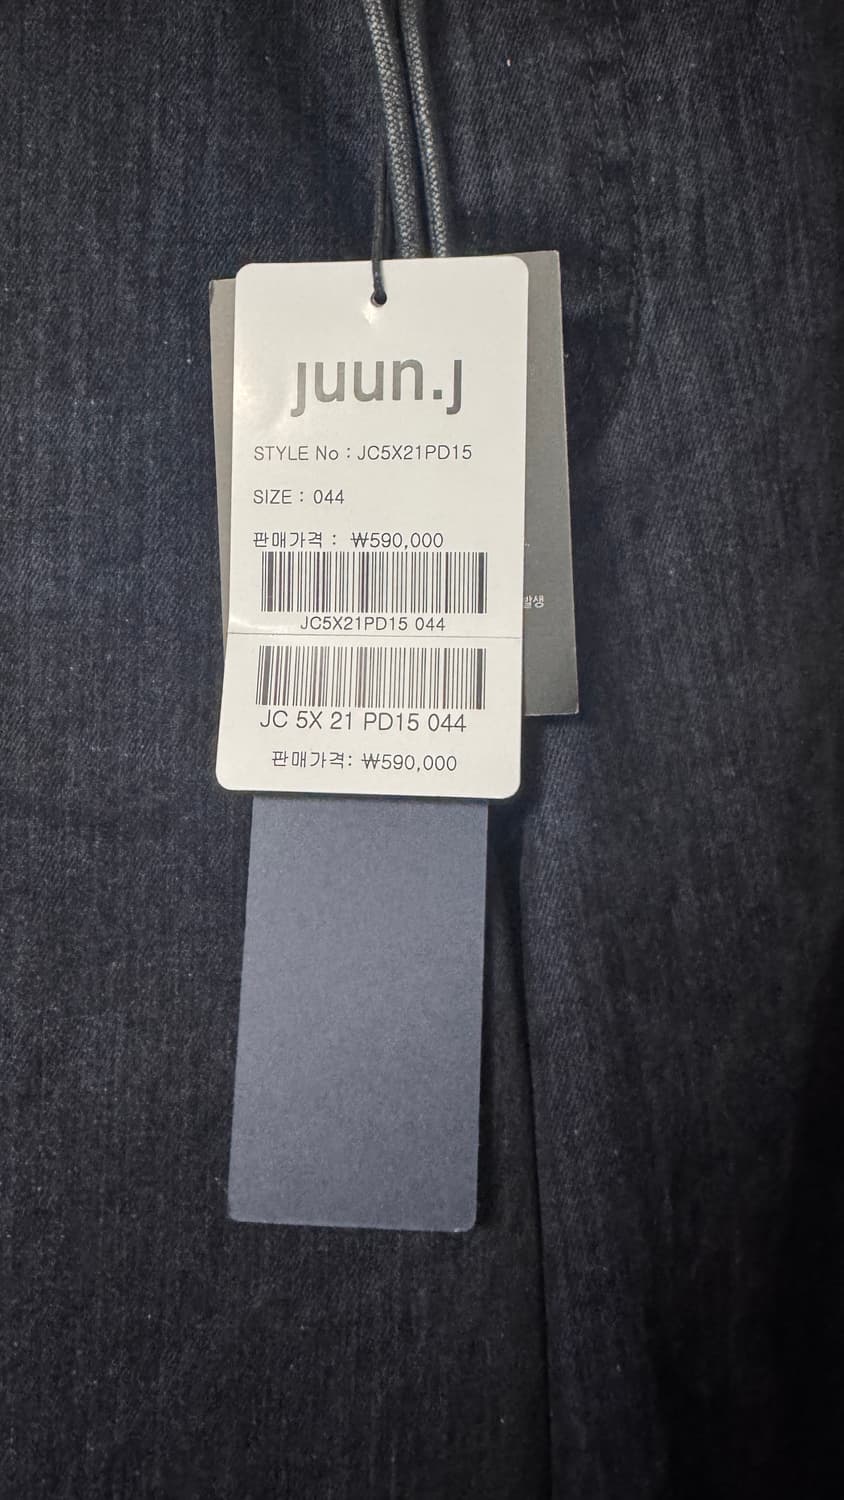 juun.j
STYLE No : JC5X21PD15
SIZE : 044
판매가격 : ₩590,000
JC5X21PD15 044
JC 5X 21 PD15 044
판매가격: ₩590,000
발생